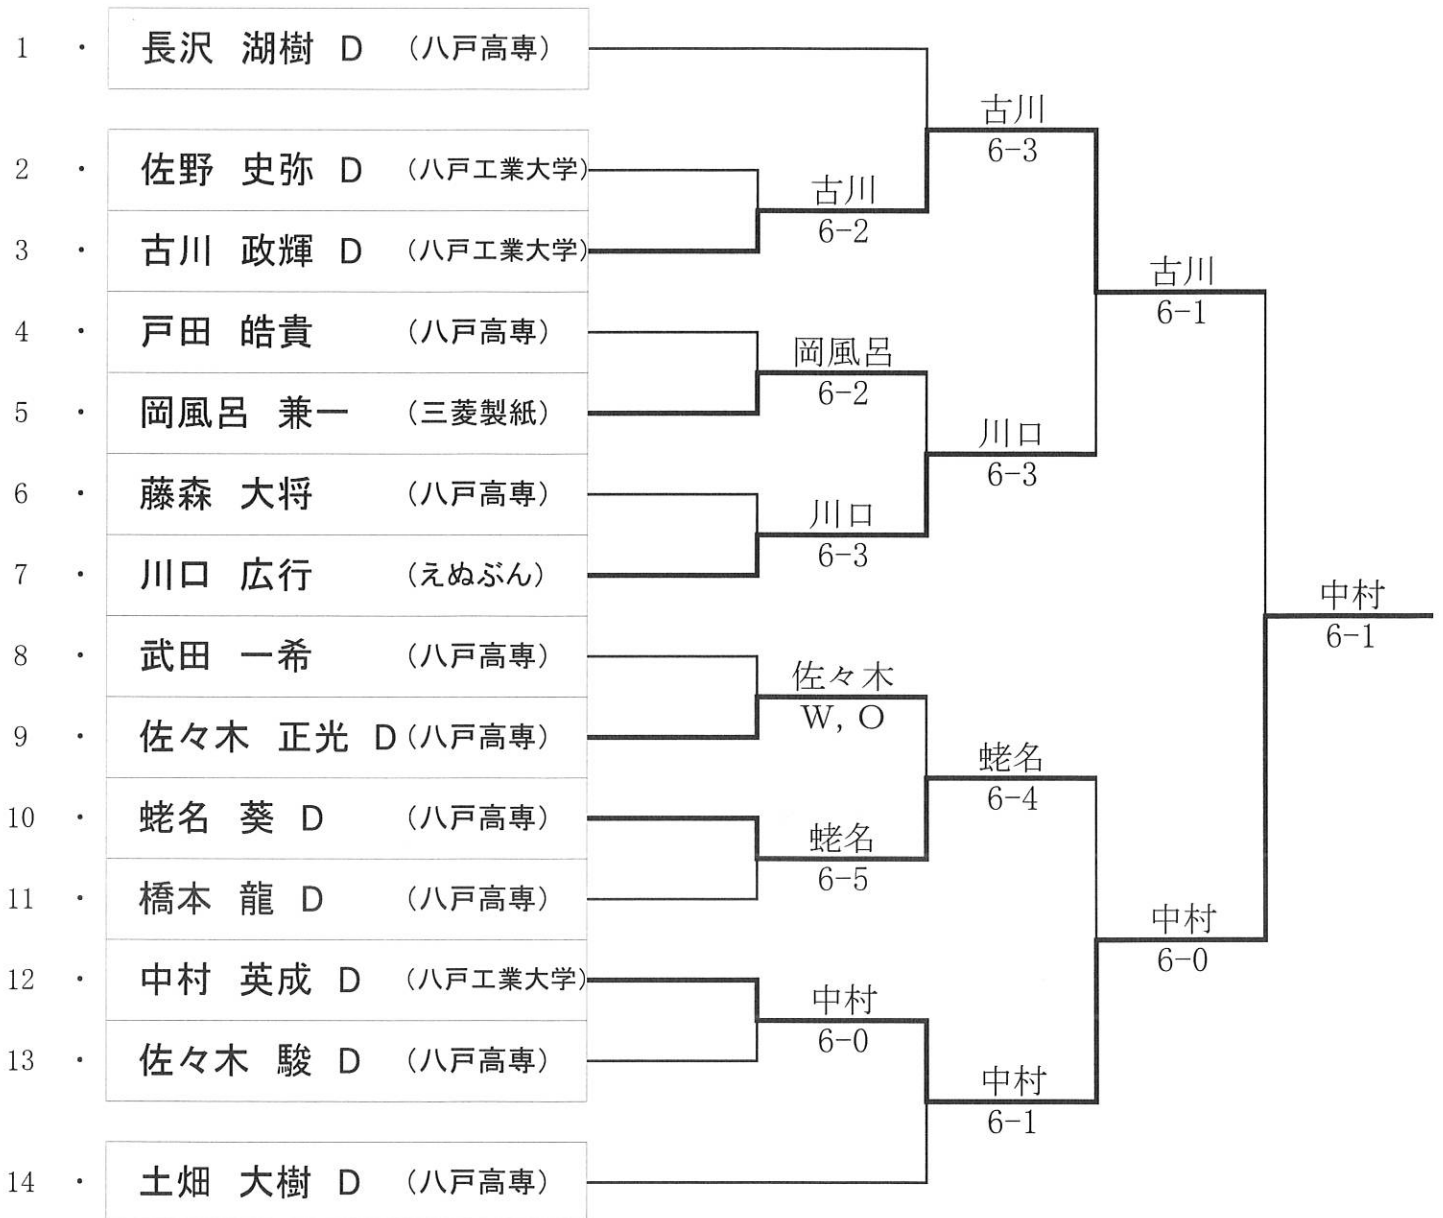 1 ・ 長沢 湖樹 D (八戸高専)
2 ・ 佐野 史弥 D (八戸工業大学)
3 ・ 古川 政輝 D (八戸工業大学)
4 ・ 戸田 皓貴 (八戸高専)
5 ・ 岡風呂 兼一 (三菱製紙)
6 ・ 藤森 大将 (八戸高専)
7 ・ 川口 広行 (えぬぶん)
8 ・ 武田 一希 (八戸高専)
9 ・ 佐々木 正光 D (八戸高専)
10 ・ 蛯名 葵 D (八戸高専)
11 ・ 橋本 龍 D (八戸高専)
12 ・ 中村 英成 D (八戸工業大学)
13 ・ 佐々木 駿 D (八戸高専)
14 ・ 土畑 大樹 D (八戸高専)
古川
6-2
岡風呂
6-2
川口
6-3
佐々木
W, O
蛯名
6-5
中村
6-0
古川
6-3
川口
6-3
蛯名
6-4
中村
6-1
古川
6-1
中村
6-0
中村
6-1